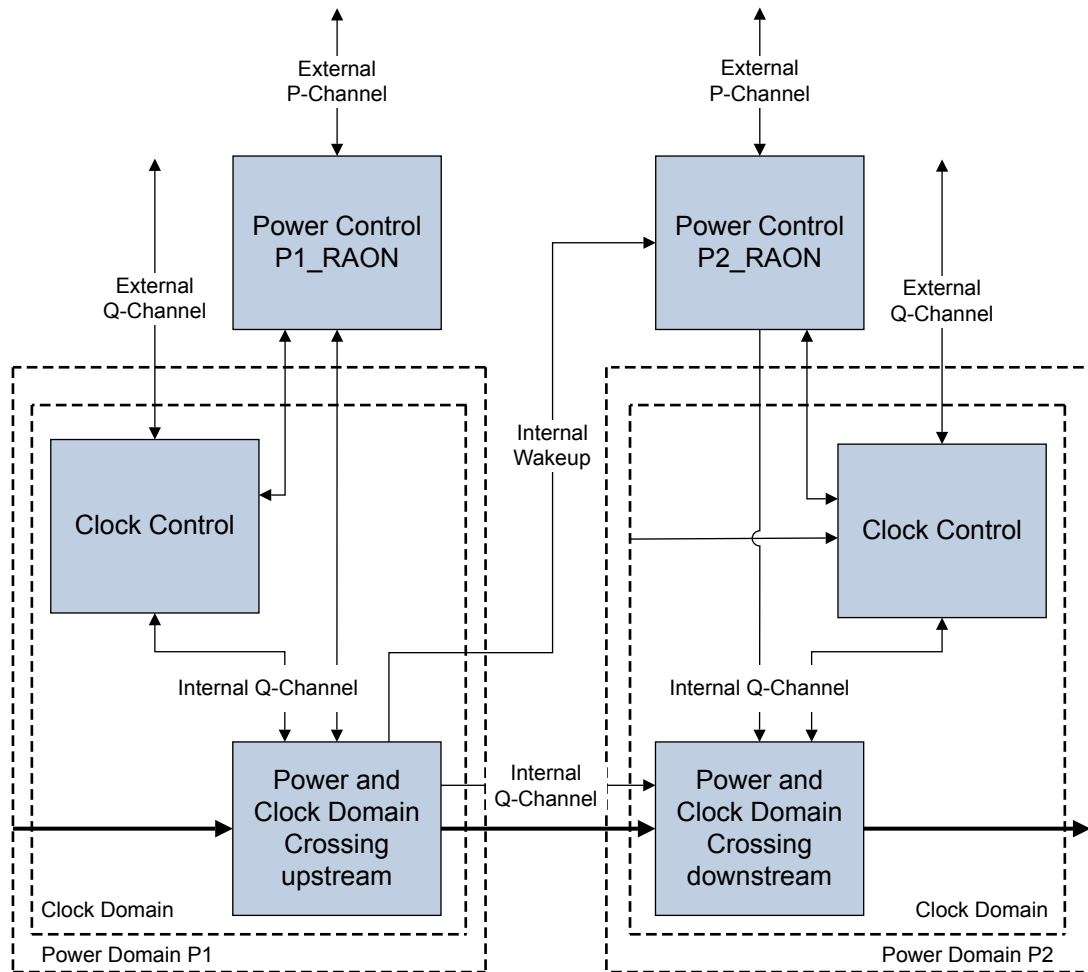 External
P-Channel
External
P-Channel
Power Control
P1_RAON
Power Control
P2_RAON
External
Q-Channel
External
Q-Channel
Internal
Wakeup
Clock Control
Clock Control
Internal Q-Channel
Internal Q-Channel
Power and
Clock Domain
Crossing
upstream
Internal
Q-Channel
Power and
Clock Domain
Crossing
downstream
Clock Domain
Clock Domain
Power Domain P1
Power Domain P2